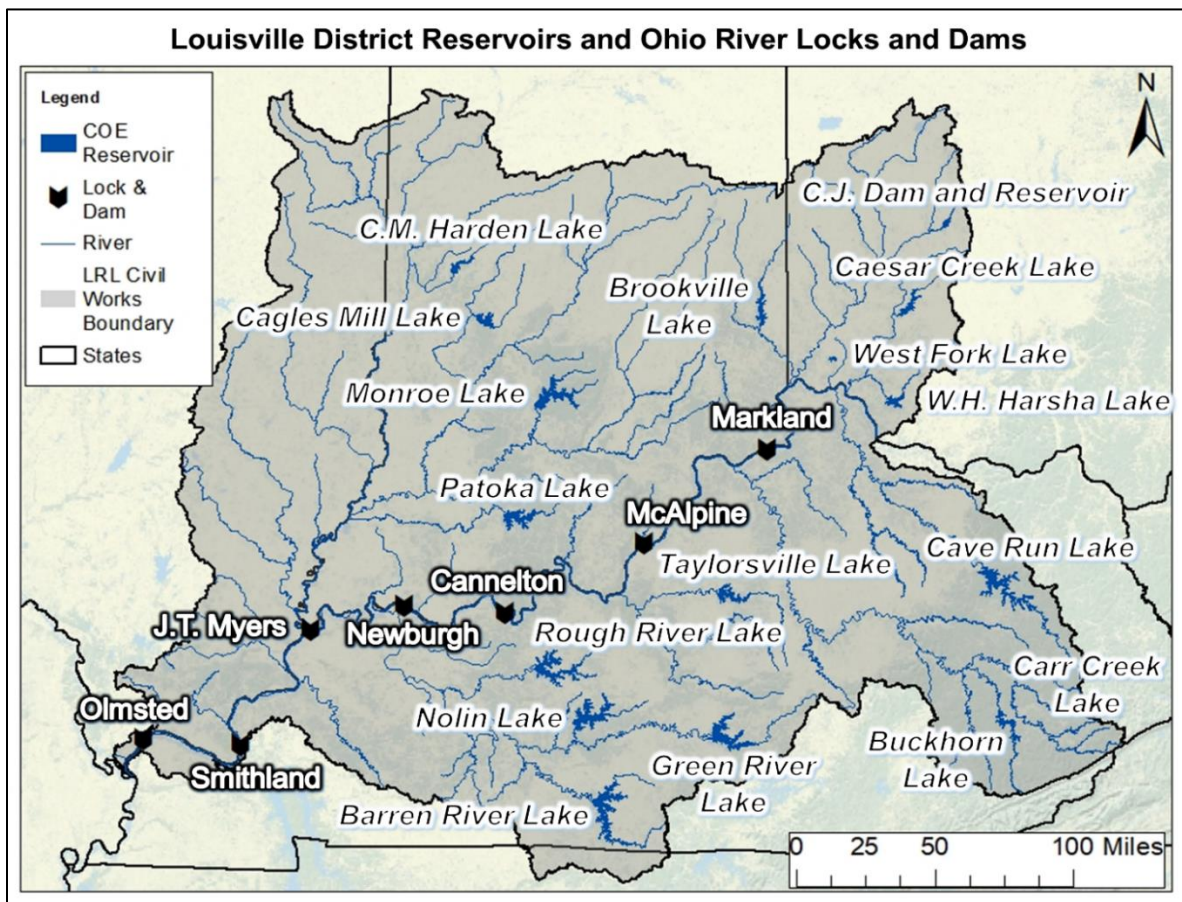 Louisville District Reservoirs and Ohio River Locks and Dams
Legend
COE
Reservoir
Lock &
Dam
River
LRL Civil
Works
Boundary
States
N
C.J. Dam and Reservoir
C.M. Harden Lake
Caesar Creek Lake
Brookville
Lake
Cagles Mill Lake
West Fork Lake
Monroe Lake
W.H. Harsha Lake
Markland
Patoka Lake
McAlpine
Cave Run Lake
Taylorsville Lake
Cannelton
J.T. Myers
Newburgh
Rough River Lake
Carr Creek
Lake
Olmsted
Nolin Lake
Buckhorn
Lake
Smithland
Green River
Lake
Barren River Lake
0 25 50 100 Miles